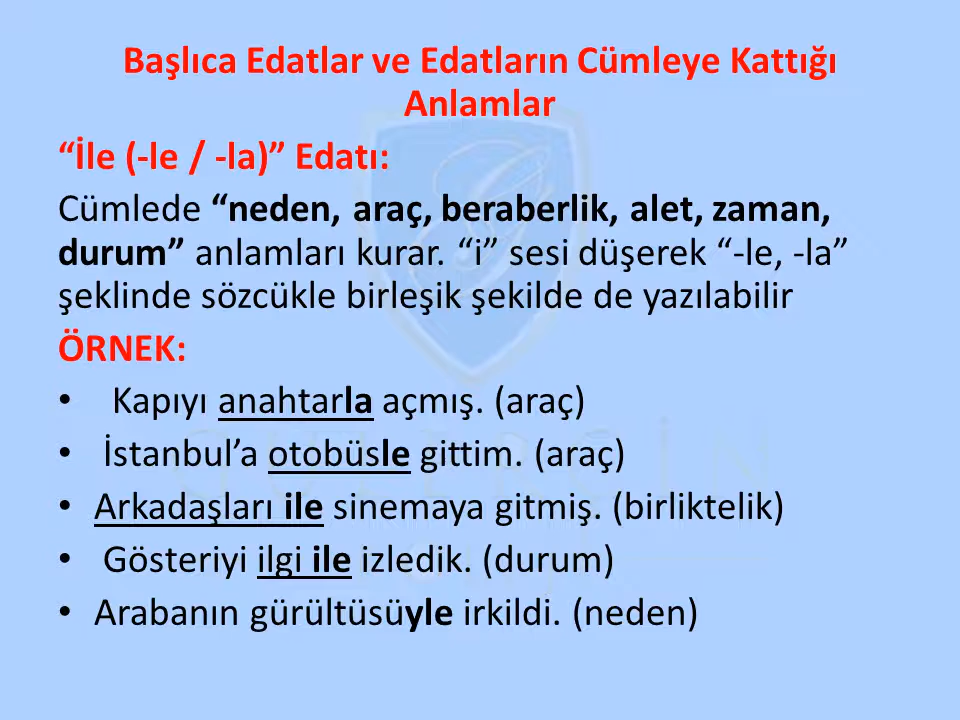 Başlıca Edatlar ve Edatların Cümleye Kattığı
Anlamlar
“İle (-le / -la)” Edatı:
Cümlede “neden, araç, beraberlik, alet, zaman,
durum” anlamları kurar. “i” sesi düşerek “-le, -la”
şeklinde sözcükle birleşik şekilde de yazılabilir
ÖRNEK:
• Kapıyı anahtarla açmış. (araç)
• İstanbul’a otobüsle gittim. (araç)
• Arkadaşları ile sinemaya gitmiş. (birliktelik)
• Gösteriyi ilgi ile izledik. (durum)
• Arabanın gürültüsüyle irkildi. (neden)